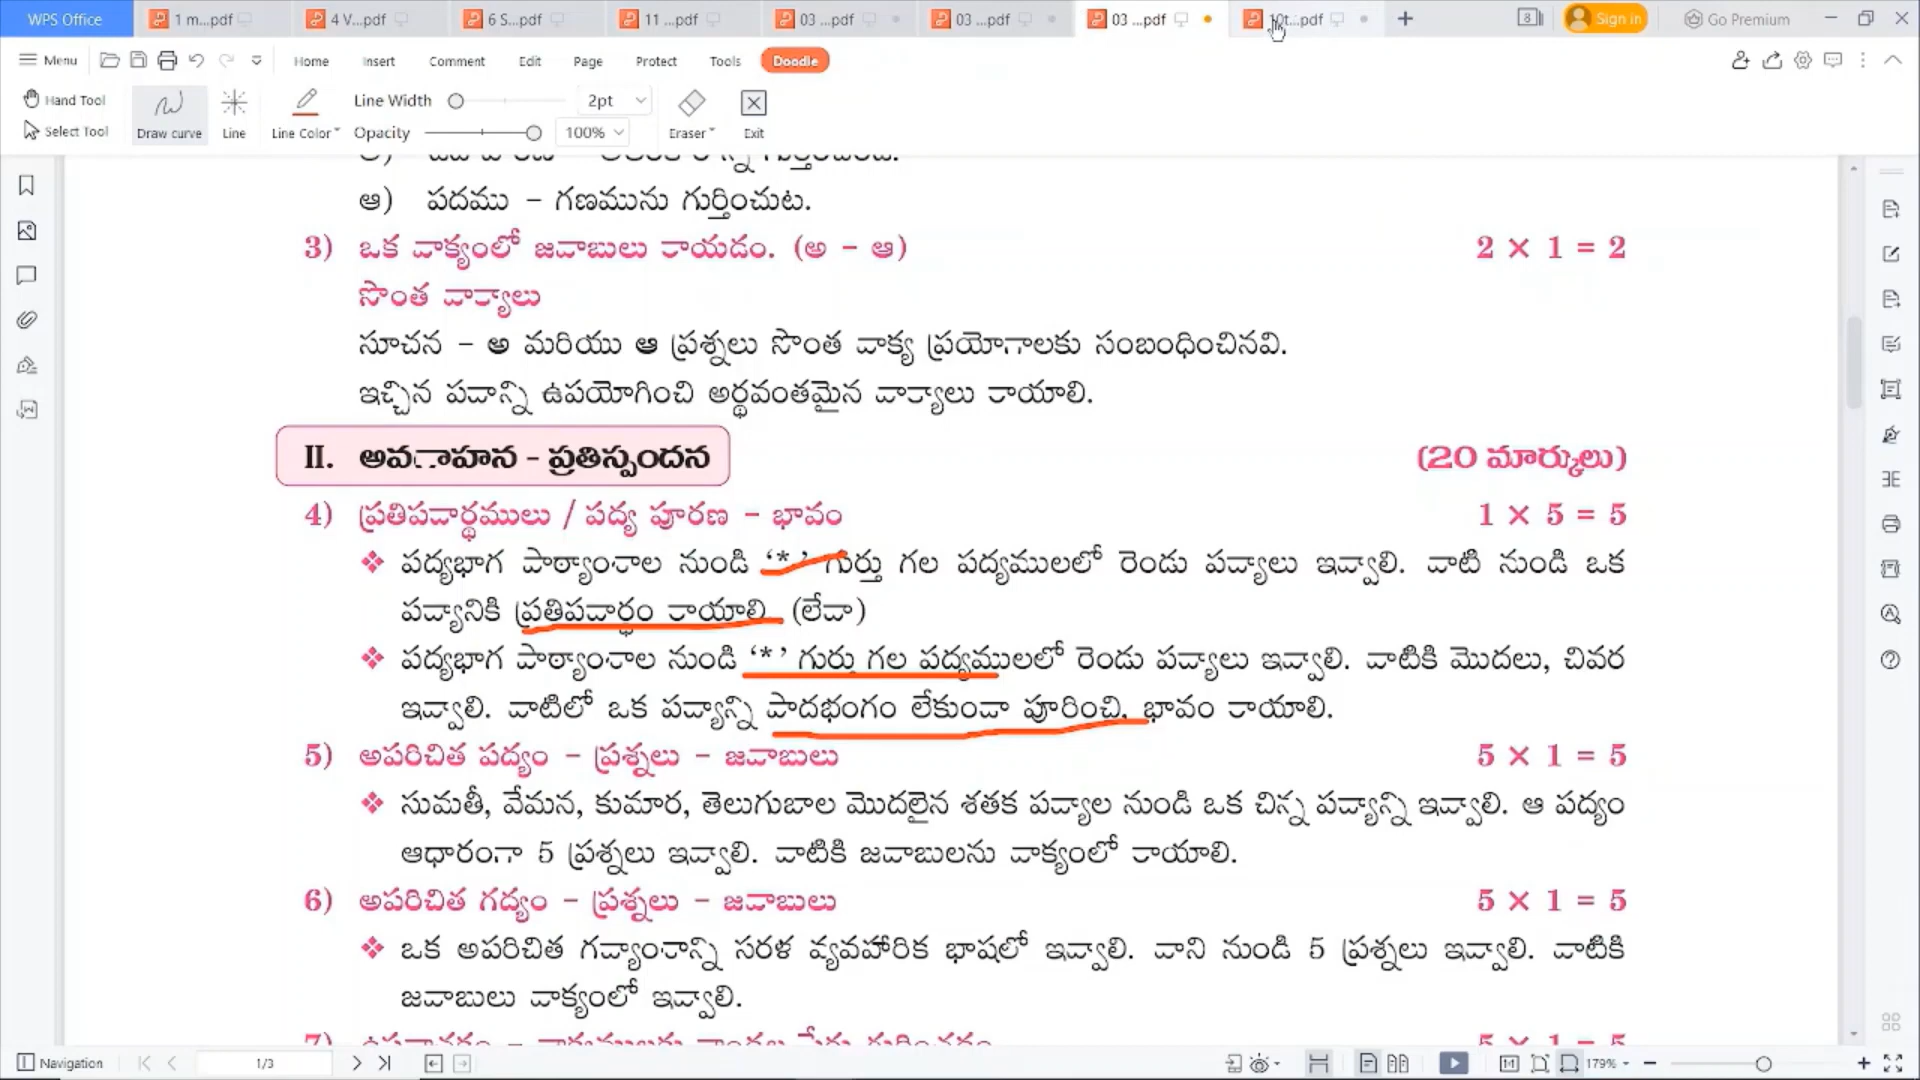 WPS Office 1 m...pdf 4 V...pdf 6 S...pdf 11 ...pdf 03 ...pdf 03 ...pdf 03 ...pdf 10t...pdf Sign in Go Premium
Menu Home Insert Comment Edit Page Protect Tools Doodle
Hand Tool Select Tool Draw curve Line Line Color Line Width 2pt Opacity 100% Eraser Exit
ఆ) పదము – గణమును గుర్తించుట.
3) ఒక వాక్యంలో జవాబులు రాయడం. (అ – ఆ) 2 × 1 = 2
సొంత వాక్యాలు
సూచన – అ మరియు ఆ ప్రశ్నలు సొంత వాక్య ప్రయోగాలకు సంబంధించినవి.
ఇచ్చిన పదాన్ని ఉపయోగించి అర్థవంతమైన వాక్యాలు రాయాలి.
II. అవగాహన – ప్రతిస్పందన (20 మార్కులు)
4) ప్రతిపదార్థములు / పద్య పూరణ – భావం 1 × 5 = 5
❖ పద్యభాగ పాఠ్యాంశాల నుండి ‘*’ గుర్తు గల పద్యములలో రెండు పద్యాలు ఇవ్వాలి. వాటి నుండి ఒక
పద్యానికి ప్రతిపదార్థం రాయాలి (లేదా)
❖ పద్యభాగ పాఠ్యాంశాల నుండి ‘*’ గుర్తు గల పద్యములలో రెండు పద్యాలు ఇవ్వాలి. వాటికి మొదలు, చివర
ఇవ్వాలి. వాటిలో ఒక పద్యాన్ని పాదభంగం లేకుండా పూరించి, భావం రాయాలి.
5) అపరిచిత పద్యం – ప్రశ్నలు – జవాబులు 5 × 1 = 5
❖ సుమతీ, వేమన, కుమార, తెలుగుబాల మొదలైన శతక పద్యాల నుండి ఒక చిన్న పద్యాన్ని ఇవ్వాలి. ఆ పద్యం
ఆధారంగా 5 ప్రశ్నలు ఇవ్వాలి. వాటికి జవాబులను వాక్యంలో రాయాలి.
6) అపరిచిత గద్యం – ప్రశ్నలు – జవాబులు 5 × 1 = 5
❖ ఒక అపరిచిత గద్యాంశాన్ని సరళ వ్యవహారిక భాషలో ఇవ్వాలి. దాని నుండి 5 ప్రశ్నలు ఇవ్వాలి. వాటికి
జవాబులు వాక్యంలో ఇవ్వాలి.
Navigation 1/3 179%